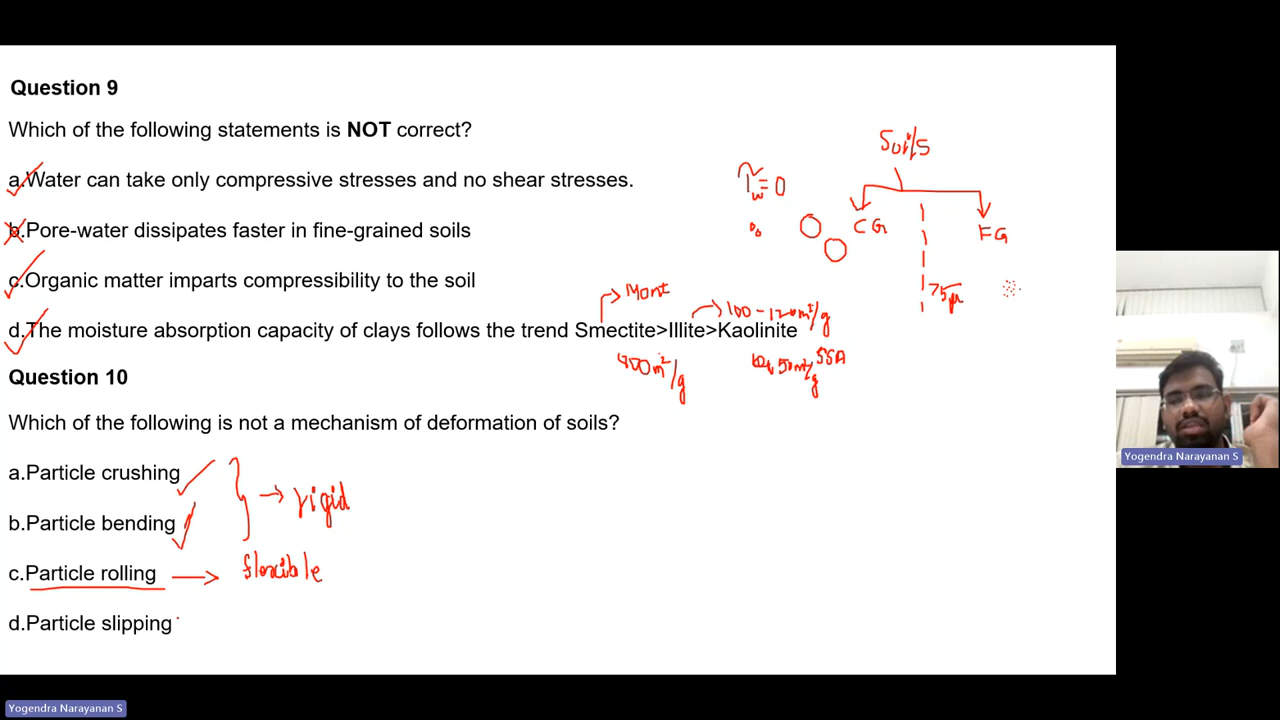 Question 9
Which of the following statements is NOT correct?
a.Water can take only compressive stresses and no shear stresses.
b.Pore-water dissipates faster in fine-grained soils
c.Organic matter imparts compressibility to the soil
d.The moisture absorption capacity of clays follows the trend Smectite>Illite>Kaolinite
Soils
CG
FG
75μ
Mont
100-120m²/g
m²/g
50m²/g SSA
Question 10
Which of the following is not a mechanism of deformation of soils?
a.Particle crushing
b.Particle bending
→ rigid
c.Particle rolling → flexible
d.Particle slipping
Yogendra Narayanan S
Yogendra Narayanan S